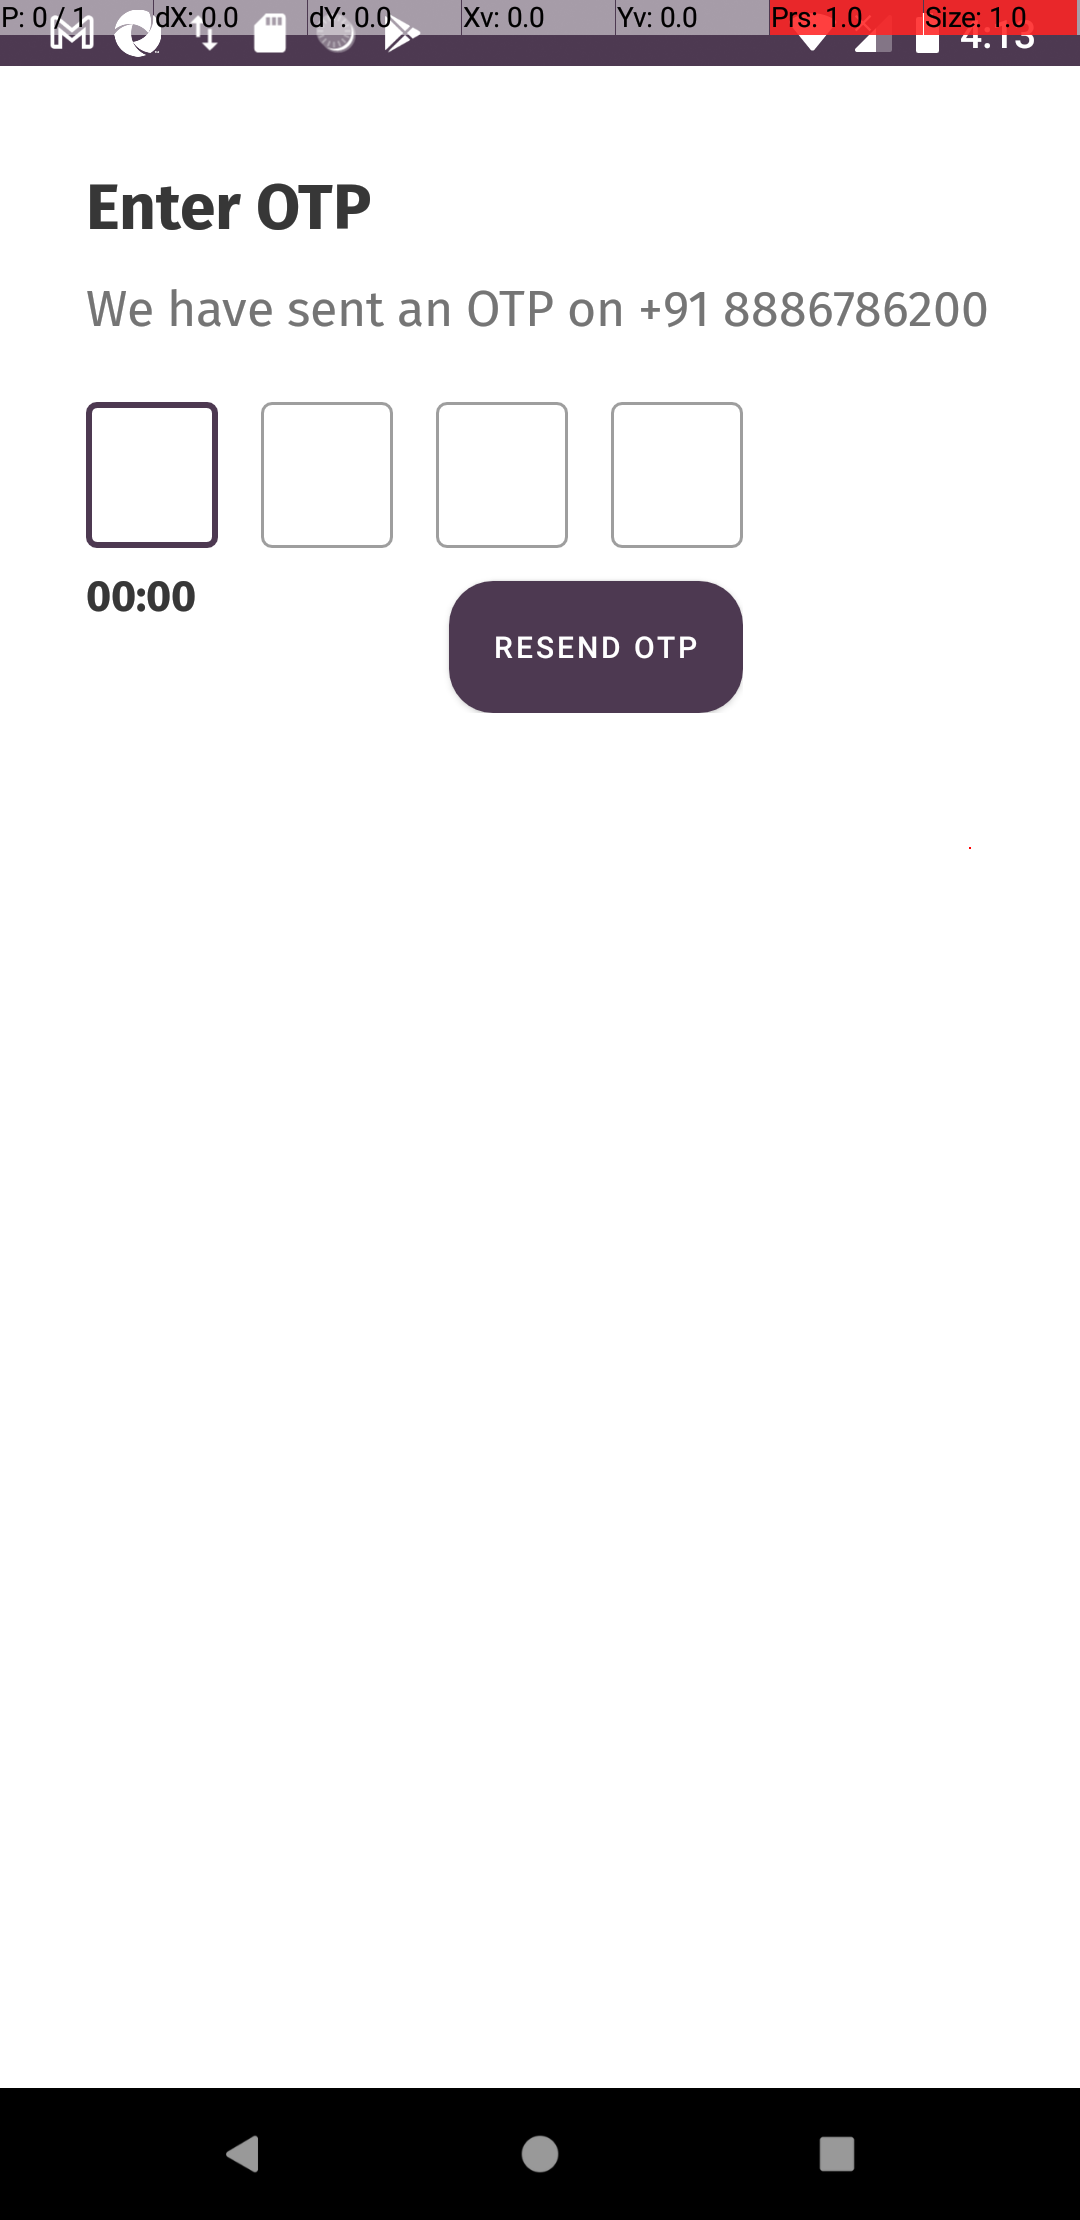 P: 0 / 1 dX: 0.0 dY: 0.0 Xv: 0.0 Yv: 0.0 Prs: 1.0 Size: 1.0
4:13
Enter OTP
We have sent an OTP on +91 8886786200
00:00
RESEND OTP